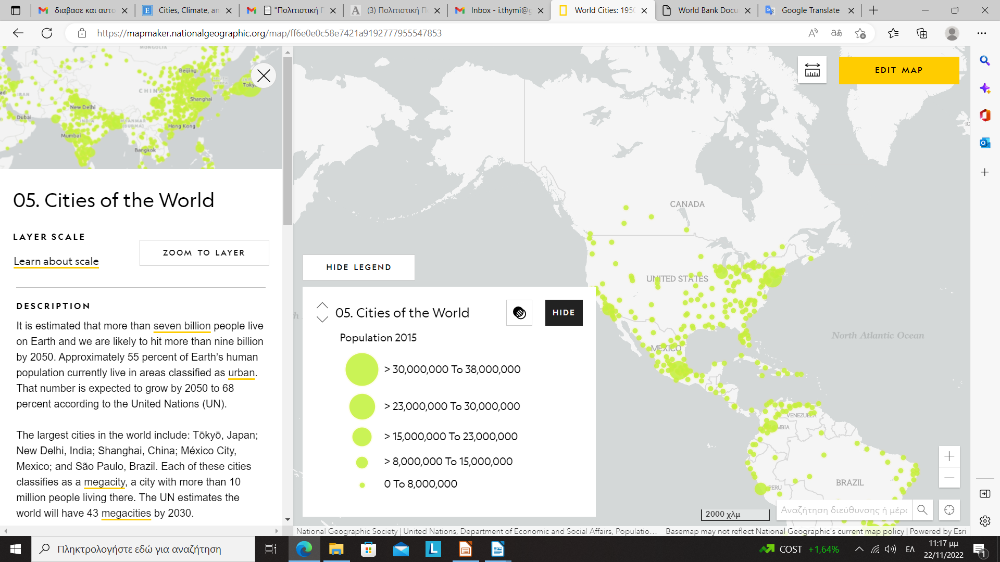 διαβασε και αυτο
Cities, Climate, an
"Πολιτιστική Γ
(3) Πολιτιστική Πο
Inbox - i.thymi@g
World Cities: 1950
World Bank Docu
Google Translate
https://mapmaker.nationalgeographic.org/map/ff6e0e0c58e7421a9192777955547853
MONGOLIA
Beijing
SOUTH
KOREA
Tokyo
CHINA
Shanghai
IRAN
New Delhi
Dubai
INDIA
MYANMAR
(BURMA)
Hong Kong
Mumbai
Bangkok
05. Cities of the World
LAYER SCALE
Learn about scale
ZOOM TO LAYER
DESCRIPTION
It is estimated that more than seven billion people live
on Earth and we are likely to hit more than nine billion
by 2050. Approximately 55 percent of Earth's human
population currently live in areas classified as urban.
That number is expected to grow by 2050 to 68
percent according to the United Nations (UN).
The largest cities in the world include: Tōkyō, Japan;
New Delhi, India; Shanghai, China; México City,
Mexico; and São Paulo, Brazil. Each of these cities
classifies as a megacity, a city with more than 10
million people living there. The UN estimates the
world will have 43 megacities by 2030.
EDIT MAP
CANADA
UNITED STATES
MEXICO
North Atlantic Ocean
VENEZUELA
MBIA
PERU
BRAZIL
HIDE LEGEND
05. Cities of the World
HIDE
Population 2015
> 30,000,000 To 38,000,000
> 23,000,000 To 30,000,000
> 15,000,000 To 23,000,000
> 8,000,000 To 15,000,000
0 To 8,000,000
2000 χλμ
Αναζήτηση διεύθυνσης ή μέρο
National Geographic Society | United Nations, Department of Economic and Social Affairs, Populatio…
Basemap may not reflect National Geographic's current map policy | Powered by Esri
Πληκτρολογήστε εδώ για αναζήτηση
COST +1,64%
ΕΛ
11:17 μμ
22/11/2022
1